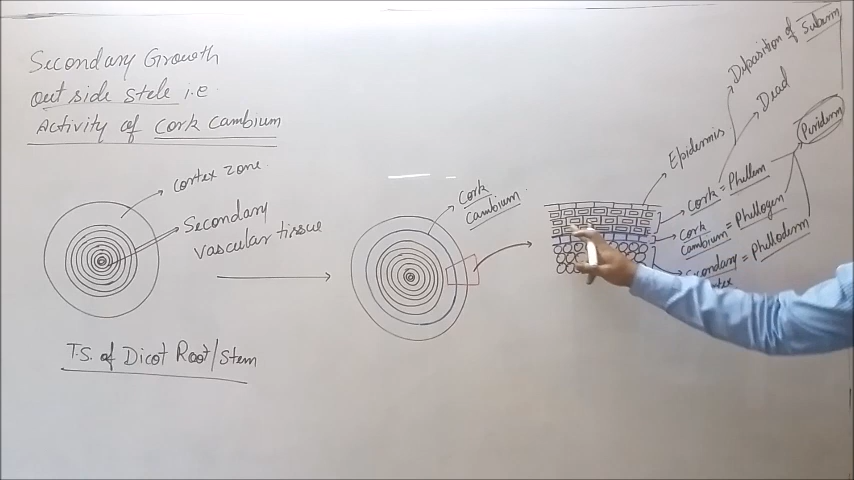 Secondary Growth
out side stele i.e
Activity of Cork Cambium
Cortex zone
Secondary
vascular tissue
T.S. of Dicot Root/Stem
Cork
Cambium
Epidermis
Deposition of Suberin
Dead
Periderm
Cork = Phellem
Cork
Cambium = Phellogen
Secondary = Phelloderm